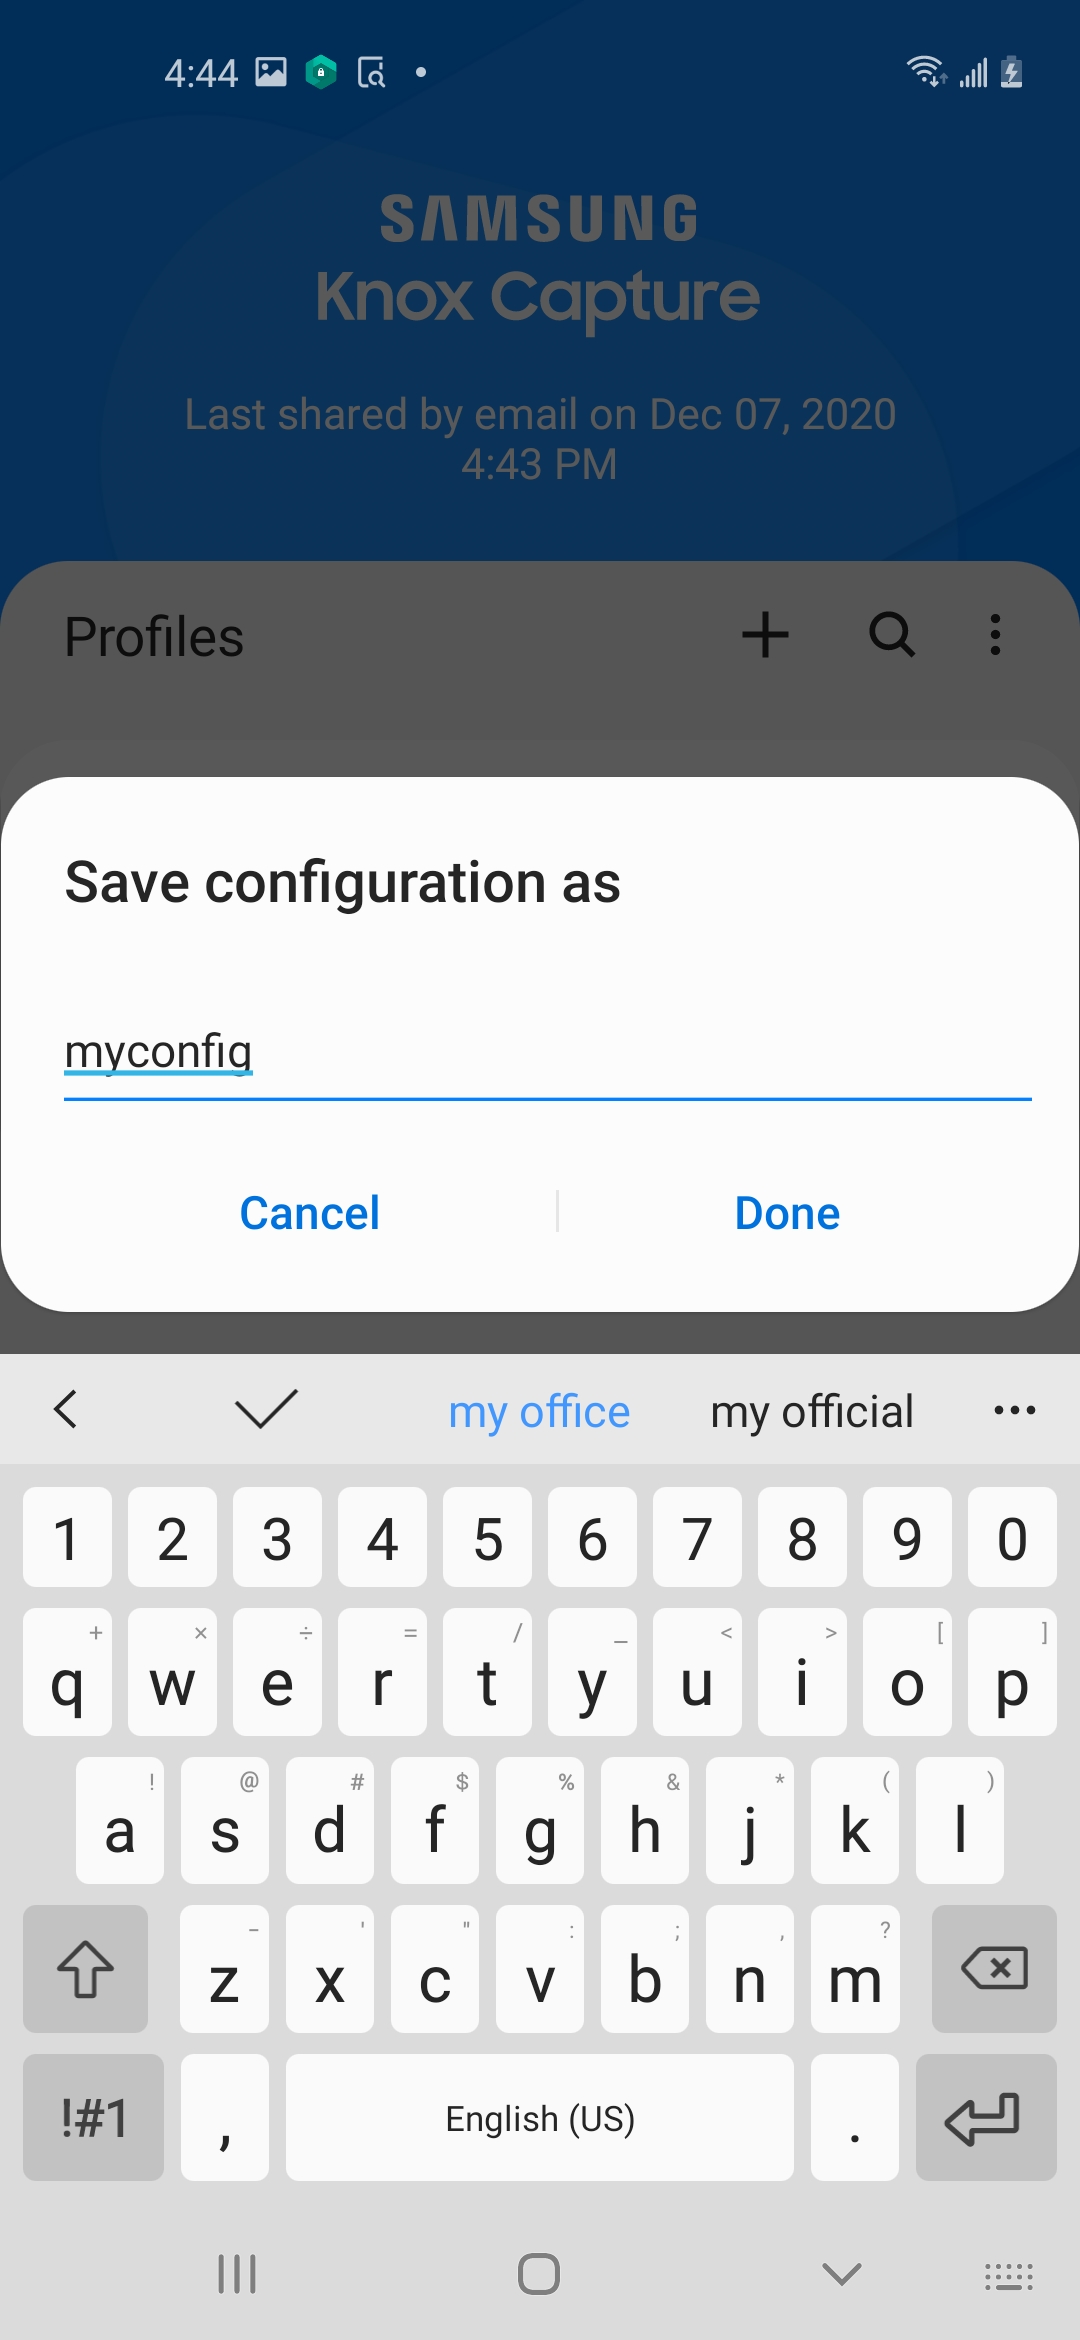 4:44
SAMSUNG
Knox Capture
Last shared by email on Dec 07, 2020
4:43 PM
Profiles
Save configuration as
myconfig
Cancel
Done
my office
my official
1 2 3 4 5 6 7 8 9 0
+ × ÷ = / _ < > [ ]
q w e r t y u i o p
! @ # $ % & * ( )
a s d f g h j k l
- ' " : ; , ?
z x c v b n m
!#1 , English (US) .